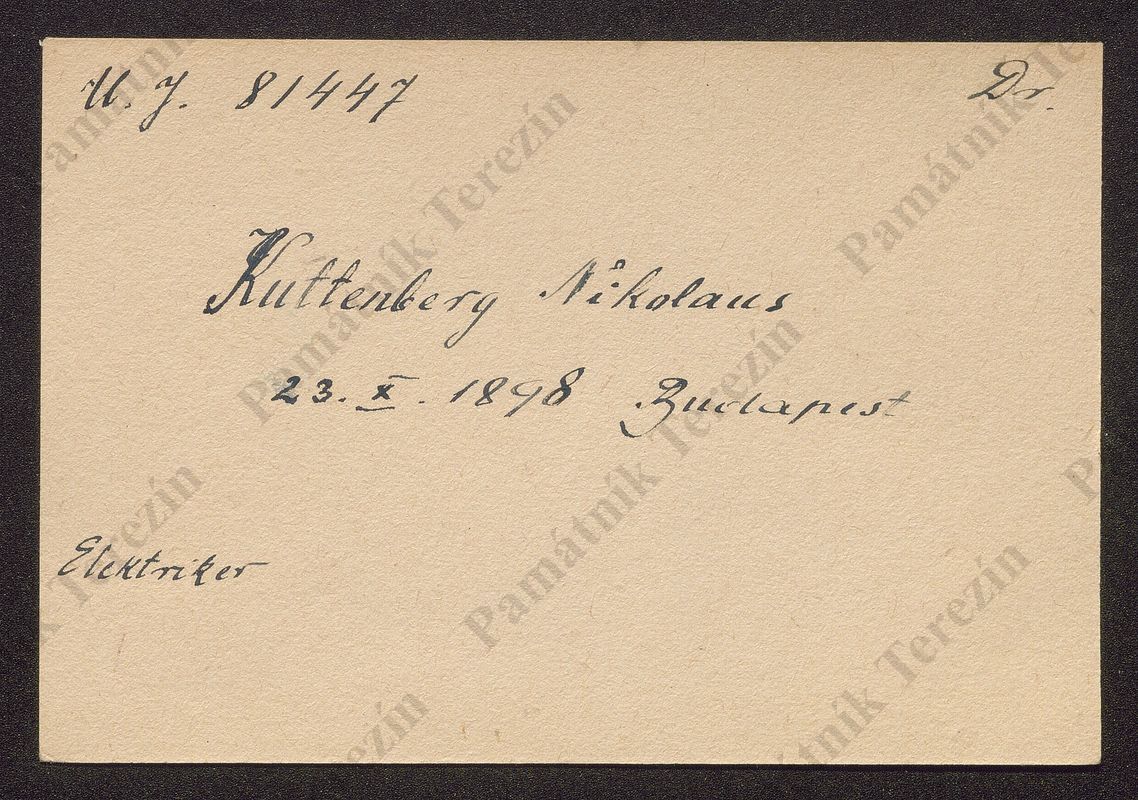 U. J. 81447 Dr.
Kuttenberg Nikolaus
23. X. 1898 Budapest
Elektriker
Památník Terezín